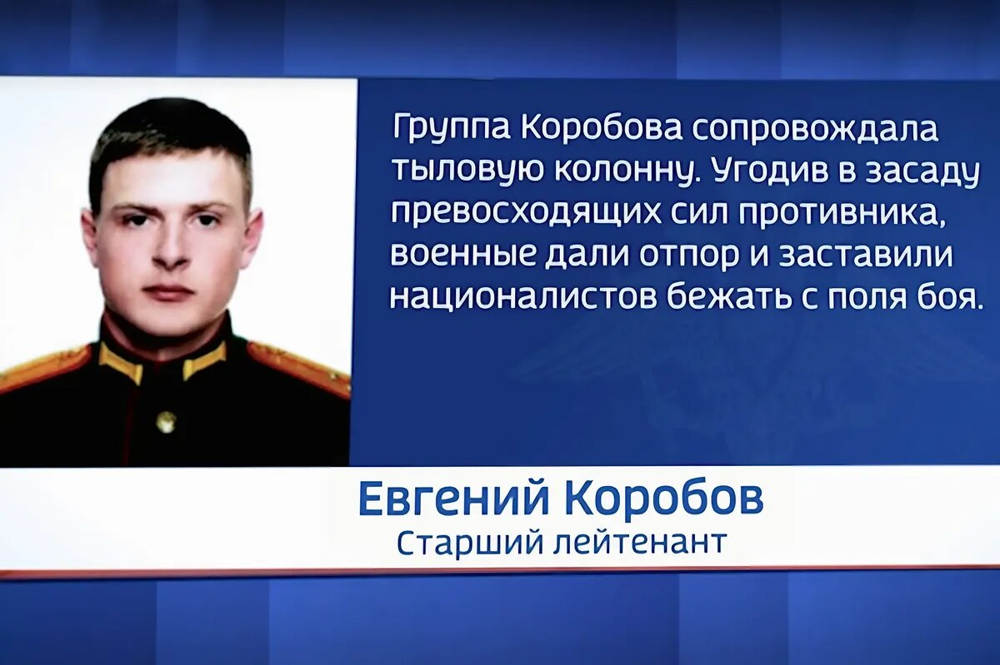 Группа Коробова сопровождала
тыловую колонну. Угодив в засаду
превосходящих сил противника,
военные дали отпор и заставили
националистов бежать с поля боя.
Евгений Коробов
Старший лейтенант